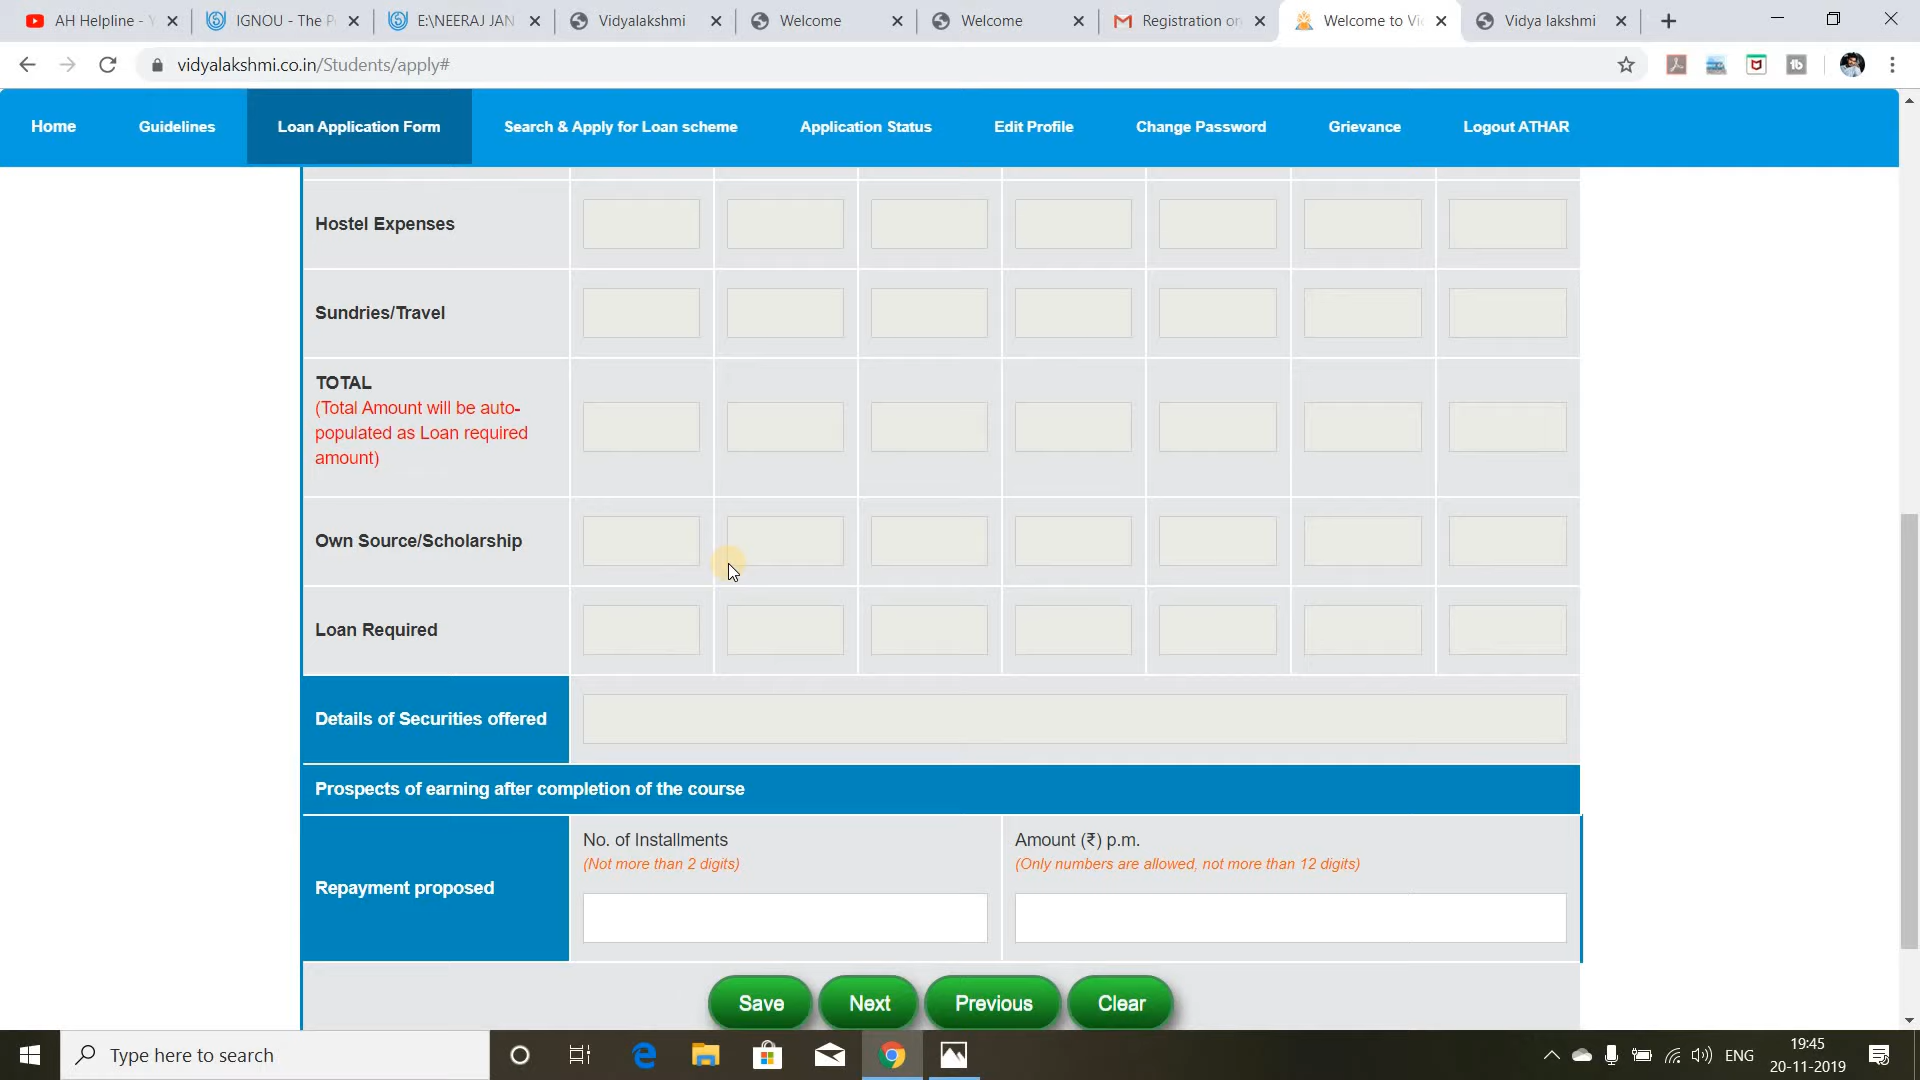 AH Helpline - Y
IGNOU - The P
E:\NEERAJ JAN
Vidyalakshmi
Welcome
Welcome
Registration on
Welcome to Vi
Vidya lakshmi
vidyalakshmi.co.in/Students/apply#
Home
Guidelines
Loan Application Form
Search & Apply for Loan scheme
Application Status
Edit Profile
Change Password
Grievance
Logout ATHAR
Hostel Expenses
Sundries/Travel
TOTAL
(Total Amount will be auto-
populated as Loan required
amount)
Own Source/Scholarship
Loan Required
Details of Securities offered
Prospects of earning after completion of the course
Repayment proposed
No. of Installments
(Not more than 2 digits)
Amount (₹) p.m.
(Only numbers are allowed, not more than 12 digits)
Save
Next
Previous
Clear
Type here to search
ENG
19:45
20-11-2019